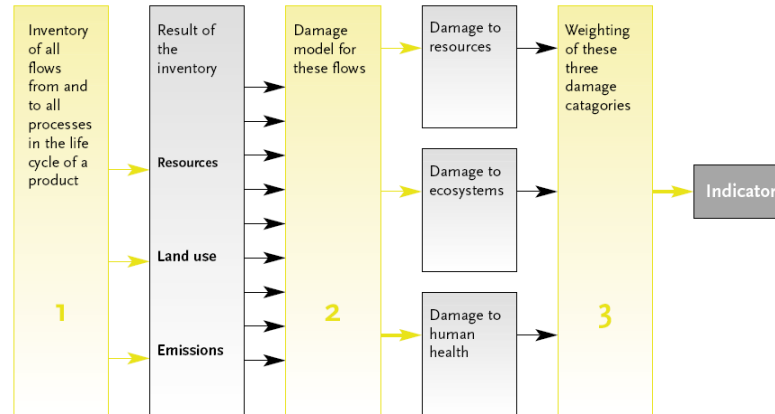 Inventory
of all
flows
from and
to all
processes
in the life
cycle of a
product
1
Result of
the
inventory
Resources
Land use
Emissions
Damage
model for
these flows
2
Damage to
resources
Damage to
ecosystems
Damage to
human
health
Weighting
of these
three
damage
catagories
3
Indicator